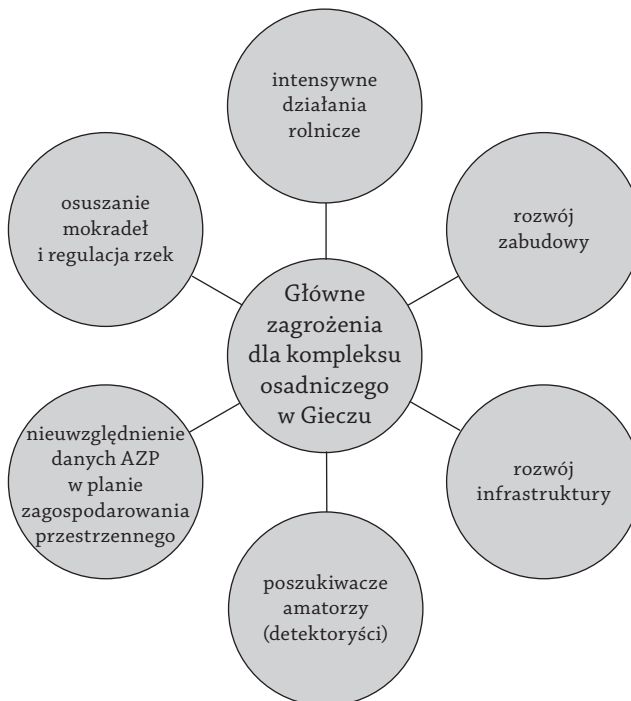 intensywne
działania
rolnicze
osuszanie
mokradeł
i regulacja rzek
rozwój
zabudowy
Główne
zagrożenia
dla kompleksu
osadniczego
w Gieczu
nieuwzględnienie
danych AZP
w planie
zagospodarowania
przestrzennego
rozwój
infrastruktury
poszukiwacze
amatorzy
(detektoryści)